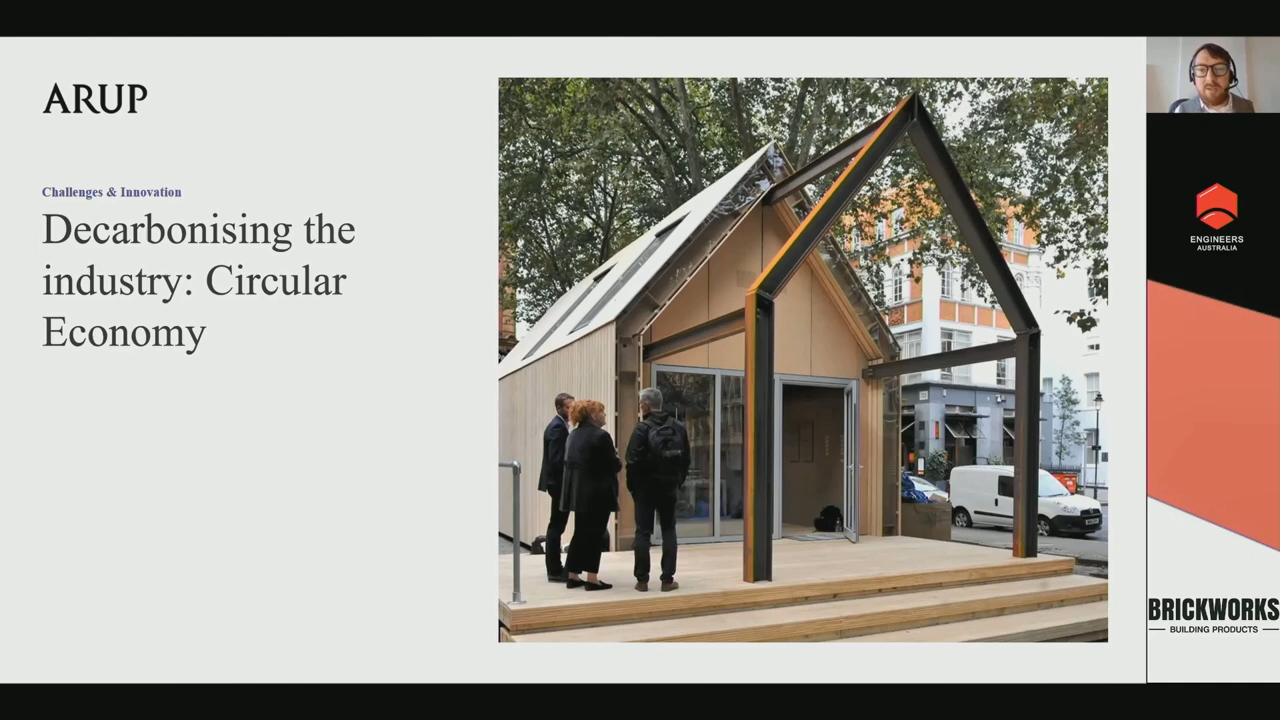 ARUP
Challenges & Innovation
Decarbonising the
industry: Circular
Economy
ENGINEERS
AUSTRALIA
BRICKWORKS
BUILDING PRODUCTS